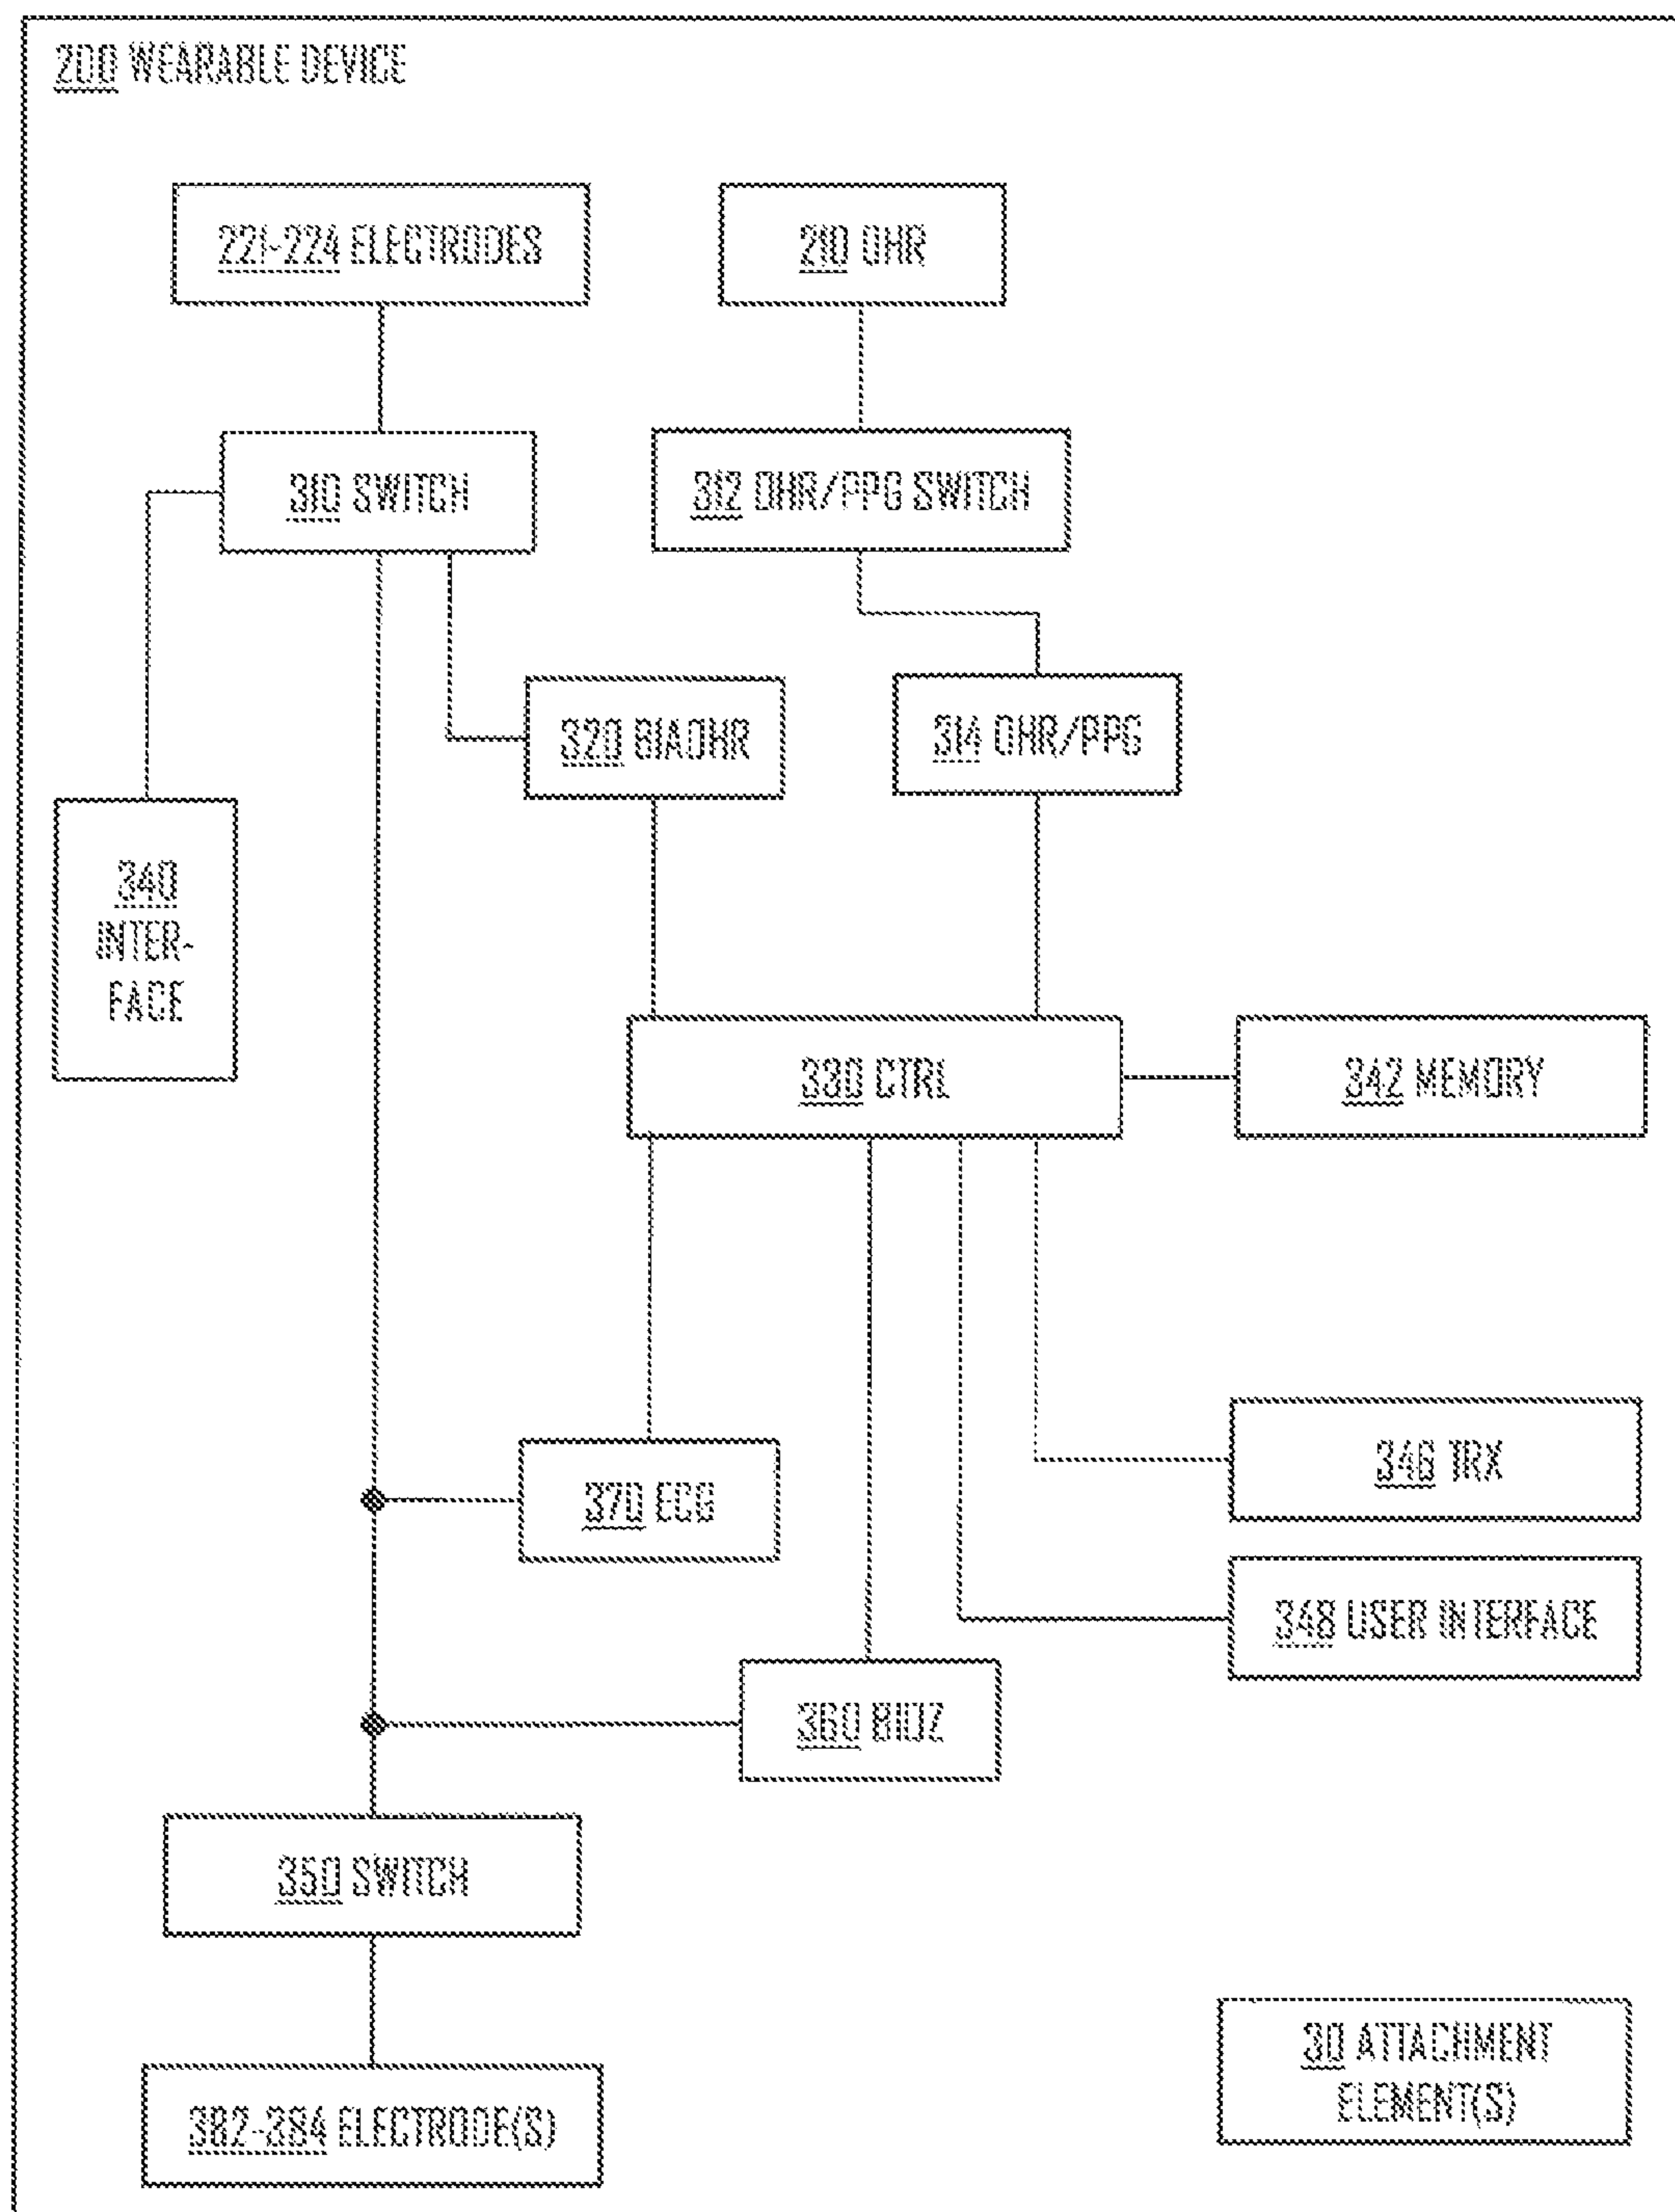 200 WEARABLE DEVICE
221-224 ELECTRODES
210 OHR
310 SWITCH
312 OHR/PPG SWITCH
320 BIAOHR
314 OHR/PPG
340
INTER-
FACE
330 CTRL
342 MEMORY
370 ECG
346 TRX
348 USER INTERFACE
360 BIOZ
350 SWITCH
30 ATTACHMENT
ELEMENT(S)
382-384 ELECTRODE(S)